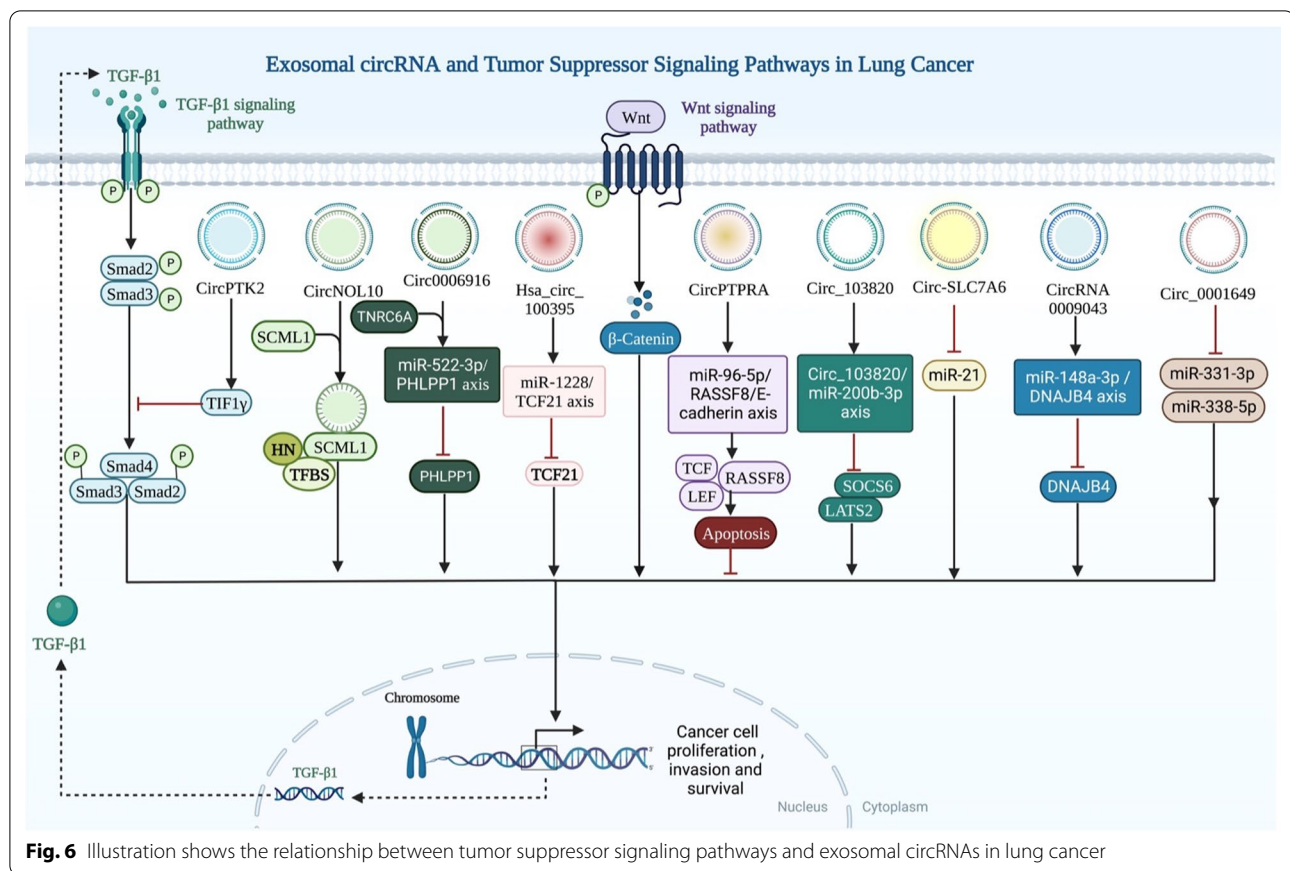 Exosomal circRNA and Tumor Suppressor Signaling Pathways in Lung Cancer
TGF-β1
TGF-β1 signaling
pathway
Wnt
Wnt signaling
pathway
P
P
P
Smad2
P
Smad3
P
CircPTK2
CircNOL10
Circ0006916
Hsa_circ_
100395
CircPTPRA
Circ_103820
Circ-SLC7A6
CircRNA
0009043
Circ_0001649
TNRC6A
SCML1
β-Catenin
miR-522-3p/
PHLPP1 axis
miR-1228/
TCF21 axis
miR-96-5p/
RASSF8/E-
cadherin axis
Circ_103820/
miR-200b-3p
axis
miR-21
miR-148a-3p /
DNAJB4 axis
miR-331-3p
miR-338-5p
TIF1γ
SCML1
HN
TFBS
P
P
Smad4
Smad3
Smad2
PHLPP1
TCF21
TCF
LEF
RASSF8
Apoptosis
SOCS6
LATS2
DNAJB4
TGF-β1
Chromosome
TGF-β1
3'
5'
Cancer cell
proliferation ,
invasion and
survival
Nucleus
Cytoplasm
Fig. 6 Illustration shows the relationship between tumor suppressor signaling pathways and exosomal circRNAs in lung cancer